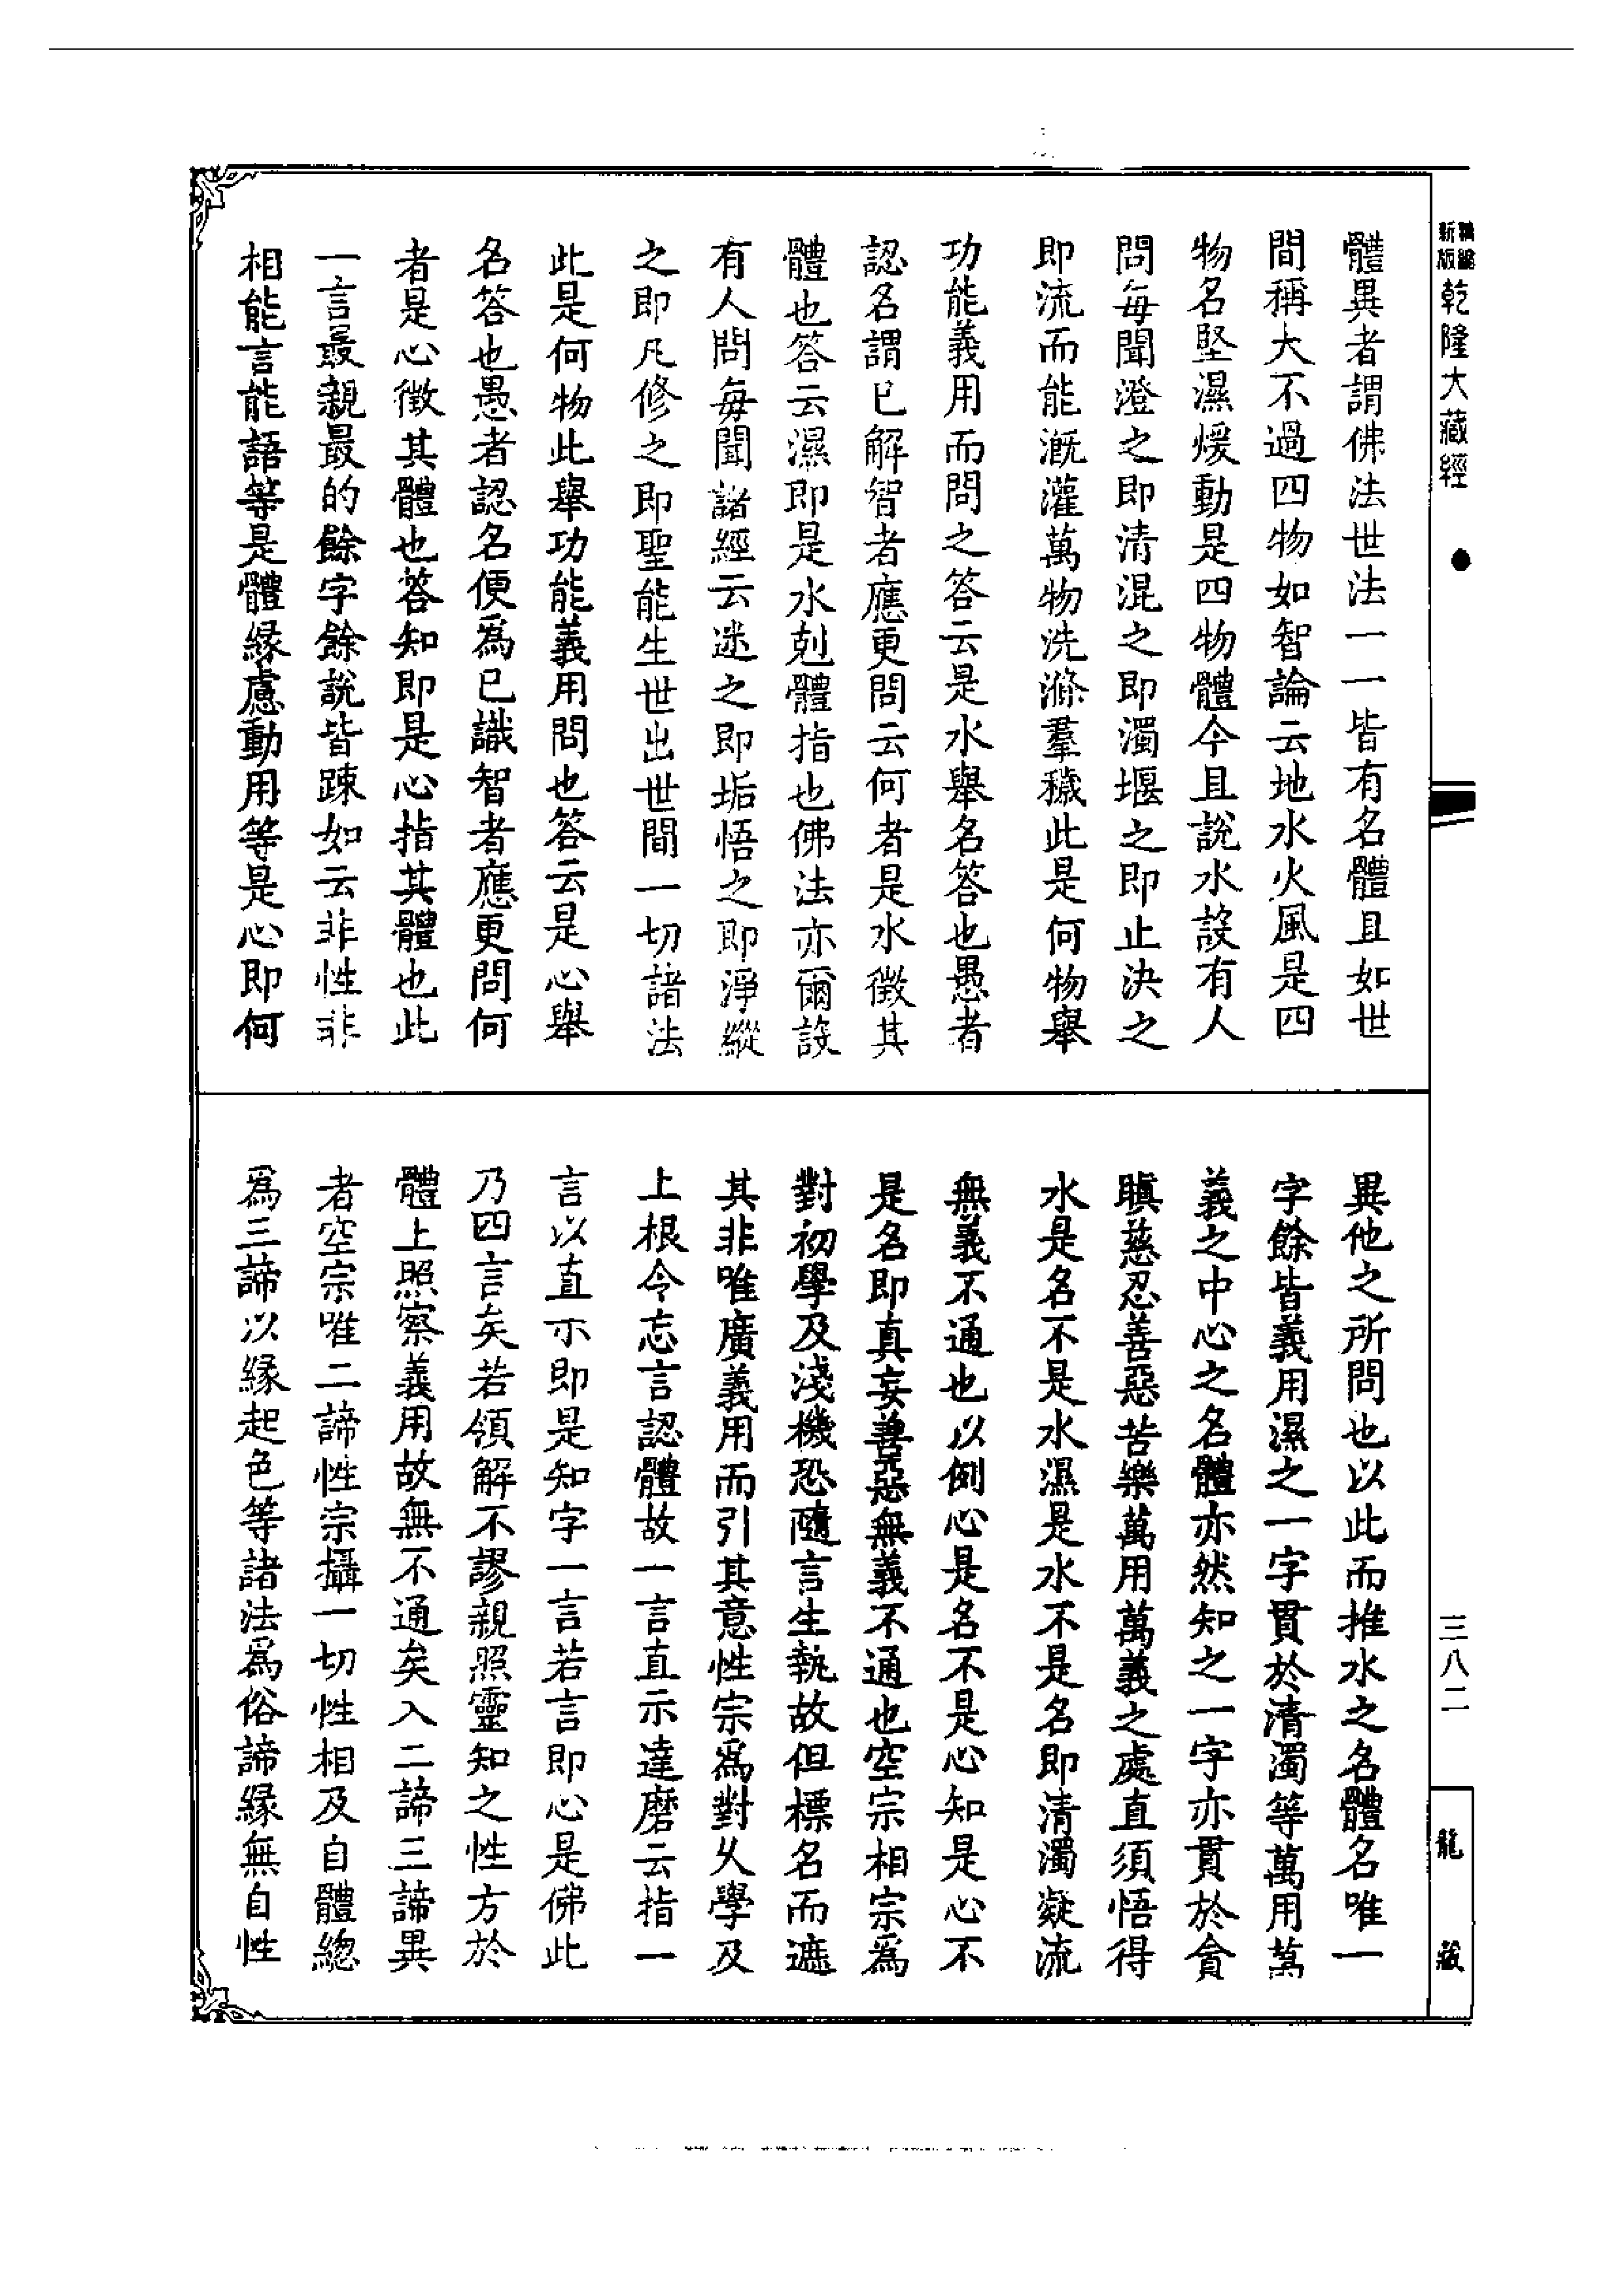 新編
縮版
乾隆大藏經
體異者謂佛法世法一一皆有名體且如世
間稱大不過四物如智論云地水火風是四
物名堅濕煖動是四物體今且說水設有人
問每聞澄之即清混之即濁堰之即止決之
即流而能溉灌萬物洗滌羣穢此是何物舉
功能義用而問之答云是水舉名答也愚者
認名謂已解智者應更問云何者是水徵其
體也答云濕即是水剋體指也佛法亦爾設
有人問每聞諸經云迷之即垢悟之即淨縱
之即凡修之即聖能生世出世間一切諸法
此是何物此舉功能義用問也答云是心舉
名答也愚者認名便為已識智者應更問何
者是心徵其體也答知即是心指其體也此
一言最親最的餘字餘說皆踈如云非性非
相能言能語等是體緣慮動用等是心即何
異他之所問也以此而推水之名體名唯一
字餘皆義用濕之一字貫於清濁等萬用萬
義之中心之名體亦然知之一字亦貫於貪
瞋慈忍善惡苦樂萬用萬義之處直須悟得
水是名不是水濕是水不是名即清濁凝流
無義不通也以例心是名不是心知是心不
是名即真妄善惡無義不通也空宗相宗為
對初學及淺機恐隨言生執故但標名而遮
其非唯廣義用而引其意性宗為對久學及
上根令忘言認體故一言直示達磨云指一
言以直示即是知字一言若言即心是佛此
乃四言矣若領解不謬親照靈知之性方於
體上照察義用故無不通矣入二諦三諦異
者空宗唯二諦性宗攝一切性相及自體總
為三諦以緣起色等諸法為俗諦緣無自性
三八二
龍藏